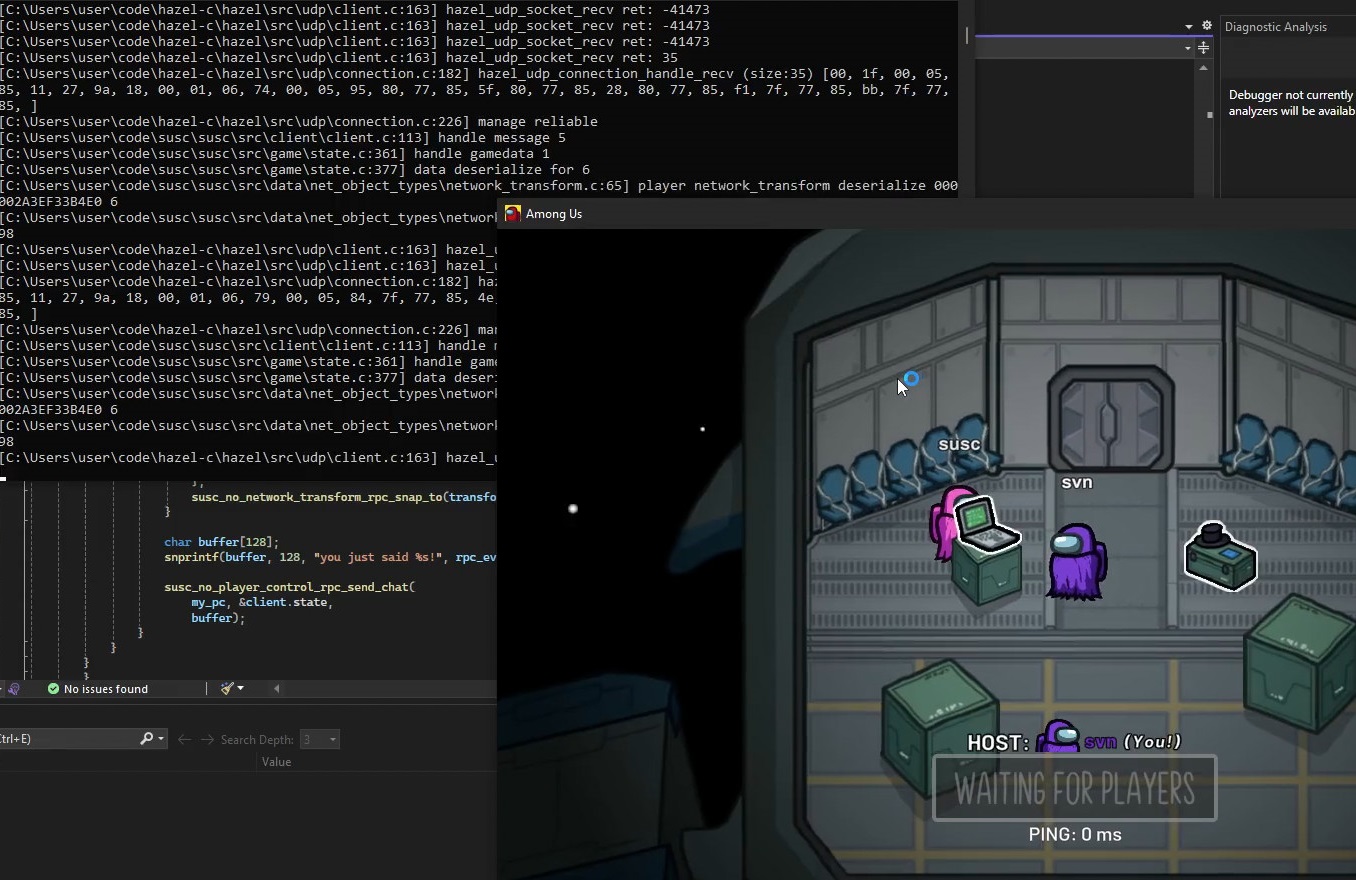 [C:\Users\user\code\hazel-c\hazel\src\udp\client.c:163] hazel_udp_socket_recv ret: -41473
[C:\Users\user\code\hazel-c\hazel\src\udp\client.c:163] hazel_udp_socket_recv ret: -41473
[C:\Users\user\code\hazel-c\hazel\src\udp\client.c:163] hazel_udp_socket_recv ret: -41473
[C:\Users\user\code\hazel-c\hazel\src\udp\client.c:163] hazel_udp_socket_recv ret: 35
[C:\Users\user\code\hazel-c\hazel\src\udp\connection.c:182] hazel_udp_connection_handle_recv (size:35) [00, 1f, 00, 05,
85, 11, 27, 9a, 18, 00, 01, 06, 74, 00, 05, 95, 80, 77, 85, 5f, 80, 77, 85, 28, 80, 77, 85, f1, 7f, 77, 85, bb, 7f, 77,
85, ]
[C:\Users\user\code\hazel-c\hazel\src\udp\connection.c:226] manage reliable
[C:\Users\user\code\susc\susc\src\client\client.c:113] handle message 5
[C:\Users\user\code\susc\susc\src\game\state.c:361] handle gamedata 1
[C:\Users\user\code\susc\susc\src\game\state.c:377] data deserialize for 6
[C:\Users\user\code\susc\susc\src\data\net_object_types\network_transform.c:65] player network_transform deserialize 000
002A3EF33B4E0 6
[C:\Users\user\code\susc\susc\src\data\net_object_types\network
98
[C:\Users\user\code\hazel-c\hazel\src\udp\client.c:163] hazel_u
[C:\Users\user\code\hazel-c\hazel\src\udp\client.c:163] hazel_u
[C:\Users\user\code\hazel-c\hazel\src\udp\connection.c:182] haz
85, 11, 27, 9a, 18, 00, 01, 06, 79, 00, 05, 84, 7f, 77, 85, 4e,
85, ]
[C:\Users\user\code\hazel-c\hazel\src\udp\connection.c:226] man
[C:\Users\user\code\susc\susc\src\client\client.c:113] handle m
[C:\Users\user\code\susc\susc\src\game\state.c:361] handle game
[C:\Users\user\code\susc\susc\src\game\state.c:377] data deseri
[C:\Users\user\code\susc\susc\src\data\net_object_types\network
002A3EF33B4E0 6
[C:\Users\user\code\susc\susc\src\data\net_object_types\network
98
[C:\Users\user\code\hazel-c\hazel\src\udp\client.c:163] hazel_u
};
susc_no_network_transform_rpc_snap_to(transfo
}
char buffer[128];
snprintf(buffer, 128, "you just said %s!", rpc_ev
susc_no_player_control_rpc_send_chat(
my_pc, &client.state,
buffer);
}
}
}
}
No issues found
Ctrl+E)
Search Depth: 3
Value
Diagnostic Analysis
Debugger not currently
analyzers will be availab
Among Us
susc
svn
HOST: svn (You!)
WAITING FOR PLAYERS
PING: 0 ms